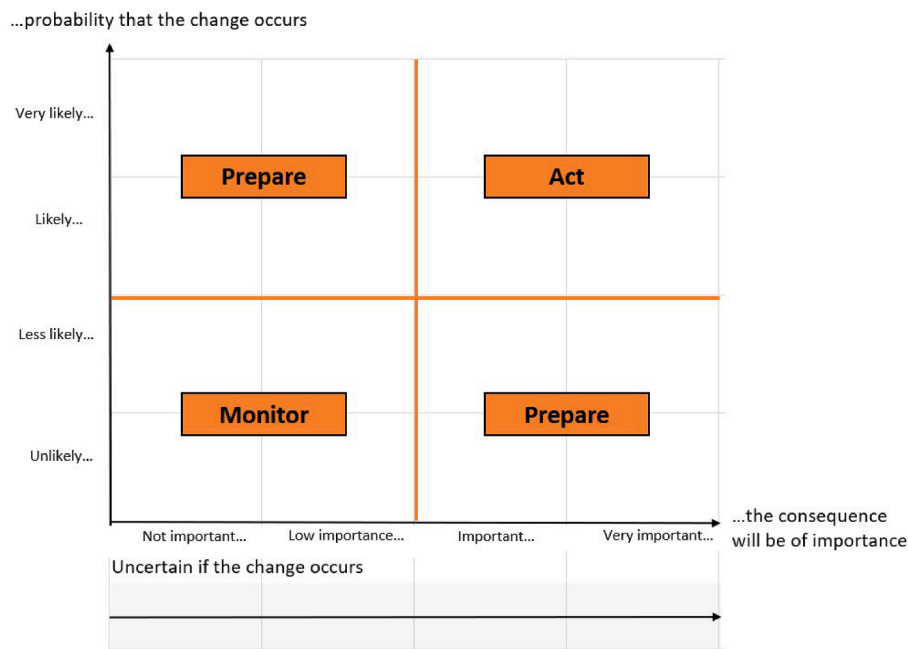 ...probability that the change occurs
Very likely...
Prepare
Act
Likely...
Less likely...
Monitor
Prepare
Unlikely...
...the consequence
will be of importance
Not important...
Low importance...
Important...
Very important...
Uncertain if the change occurs